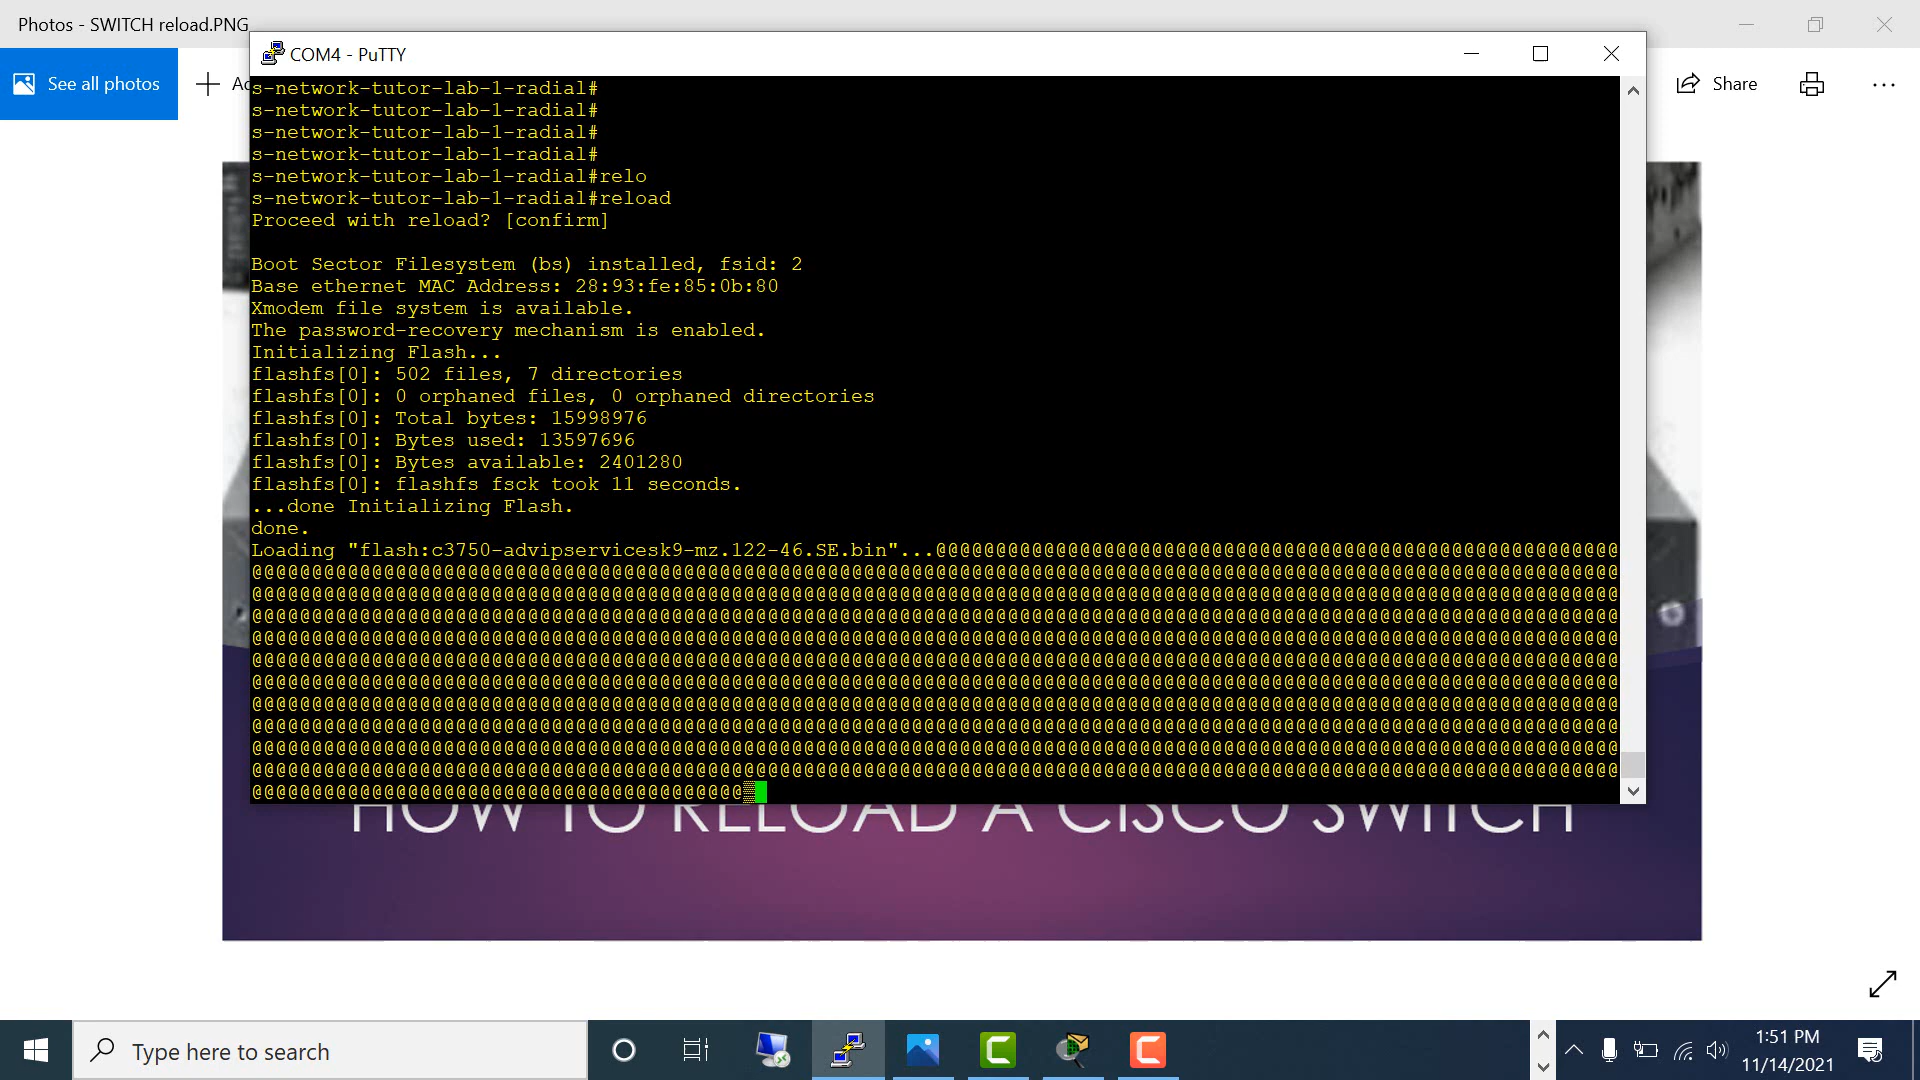 Photos - SWITCH reload.PNG
COM4 - PuTTY
See all photos
Share
s-network-tutor-lab-1-radial#
s-network-tutor-lab-1-radial#
s-network-tutor-lab-1-radial#
s-network-tutor-lab-1-radial#
s-network-tutor-lab-1-radial#relo
s-network-tutor-lab-1-radial#reload
Proceed with reload? [confirm]
Boot Sector Filesystem (bs) installed, fsid: 2
Base ethernet MAC Address: 28:93:fe:85:0b:80
Xmodem file system is available.
The password-recovery mechanism is enabled.
Initializing Flash...
flashfs[0]: 502 files, 7 directories
flashfs[0]: 0 orphaned files, 0 orphaned directories
flashfs[0]: Total bytes: 15998976
flashfs[0]: Bytes used: 13597696
flashfs[0]: Bytes available: 2401280
flashfs[0]: flashfs fsck took 11 seconds.
...done Initializing Flash.
done.
Loading "flash:c3750-advipservicesk9-mz.122-46.SE.bin"...@@@@@@@@@@@@@@@@@@@@@@@@@@@@@@@@@@@@@@@@@@@@@@@@@@@@@@@@@
HOW TO RELOAD A CISCO SWITCH
Type here to search
1:51 PM
11/14/2021